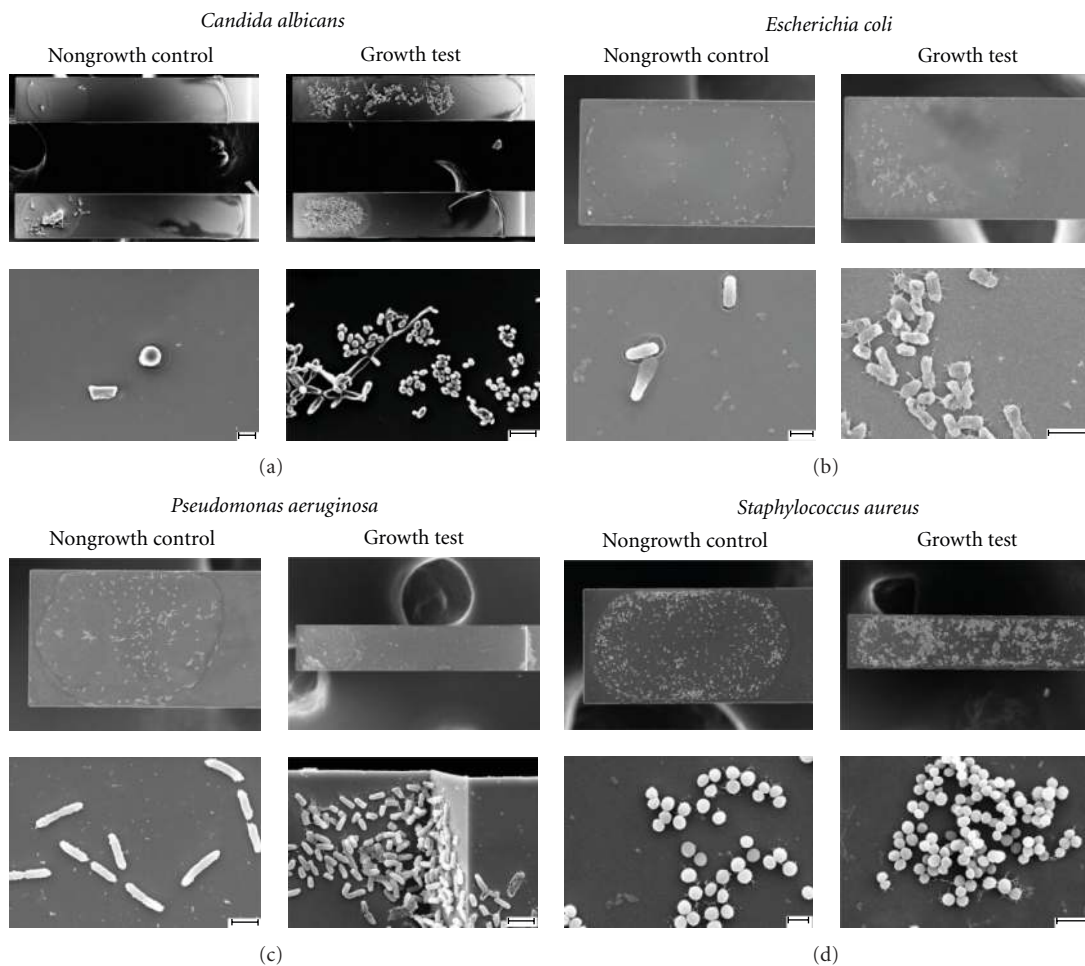 Candida albicans
Nongrowth control Growth test
(a)
Escherichia coli
Nongrowth control Growth test
(b)
Pseudomonas aeruginosa
Nongrowth control Growth test
(c)
Staphylococcus aureus
Nongrowth control Growth test
(d)